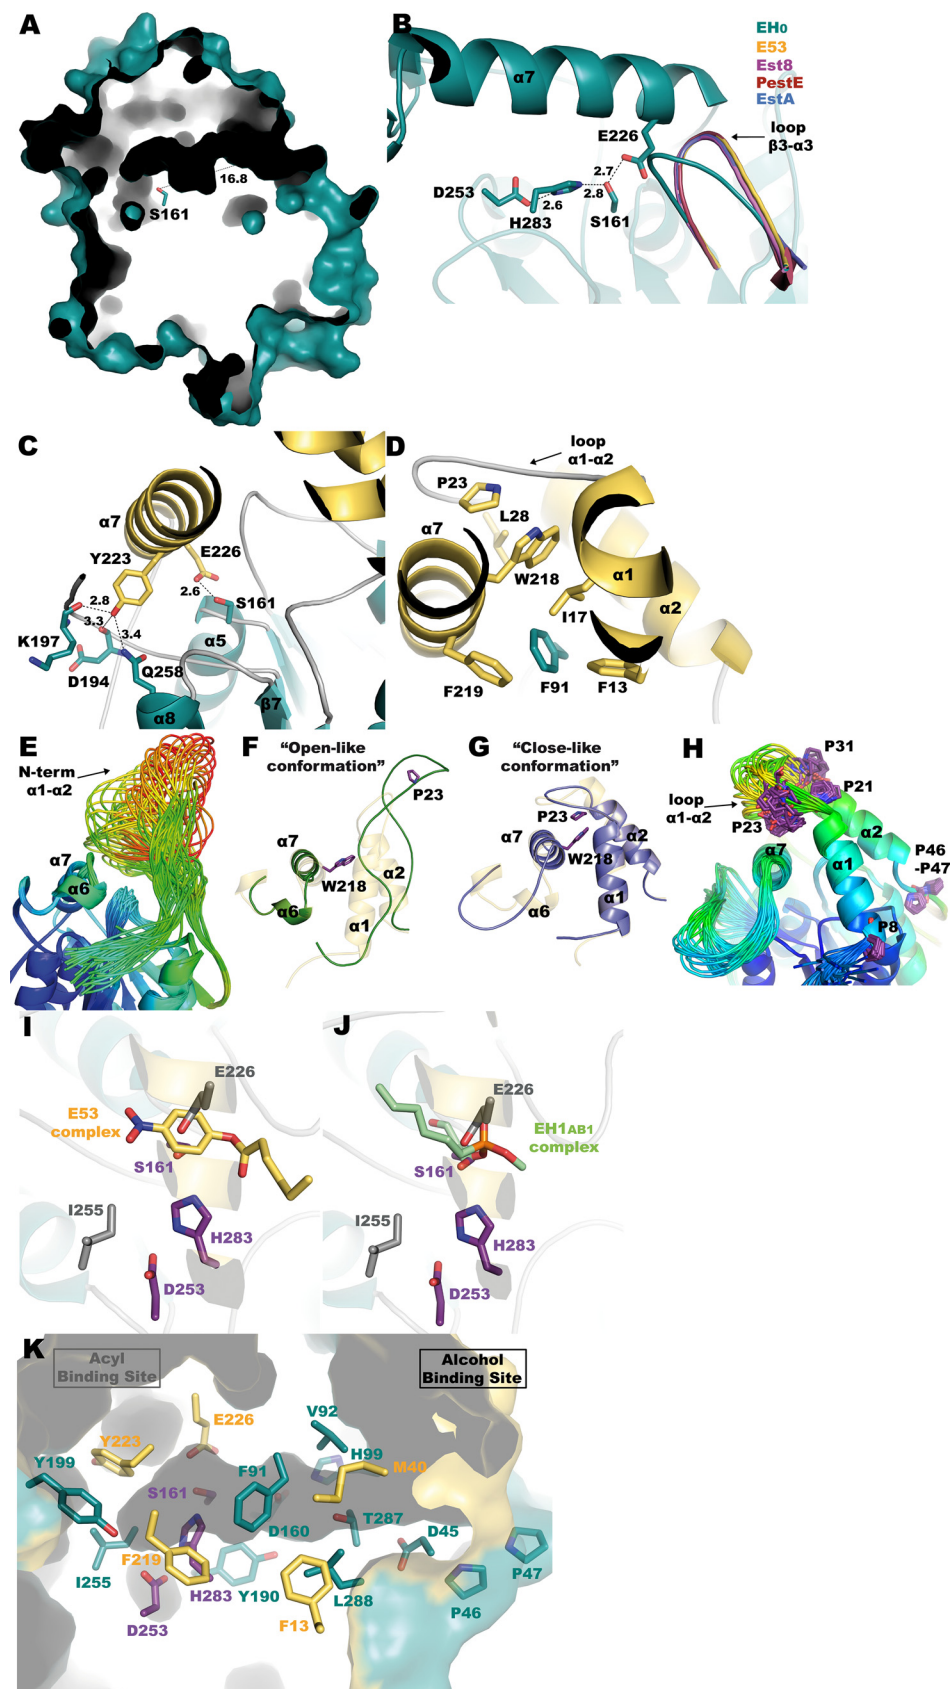 A
16.8
S161
B
EH0
E53
Est8
PestE
EstA
α7
loop
β3-α3
E226
2.7
D253
2.8
2.6
H283
S161
C
α7
Y223
E226
2.8
2.6
S161
3.3
3.4
K197
α5
D194
Q258
β7
α8
D
loop
α1-α2
P23
L28
α7
W218
α1
I17
α2
F219
F91
F13
E
N-term
α1-α2
α7
α6
F
"Open-like
conformation"
P23
α7
W218
α2
α6
α1
G
"Close-like
conformation"
P23
α7
α2
W218
α1
α6
H
P31
P21
loop
α1-α2
P23
α2
α7
α1
P46
-P47
P8
I
E226
E53
complex
S161
I255
H283
D253
J
E226
EH1AB1
complex
S161
I255
H283
D253
K
Acyl
Binding Site
Alcohol
Binding Site
E226
V92
Y223
H99
Y199
F91
M40
S161
T287
D160
D45
F219
I255
H283
Y190
L288
P47
P46
D253
F13